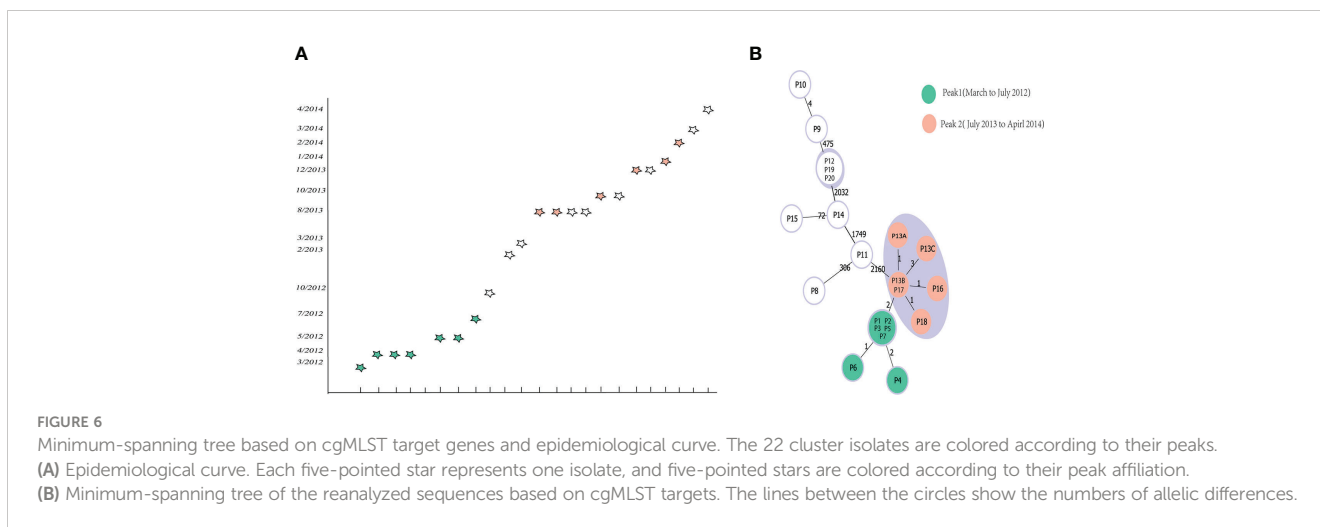 A
B
4/2014
3/2014
2/2014
1/2014
12/2013
10/2013
8/2013
3/2013
2/2013
10/2012
7/2012
5/2012
4/2012
3/2012
P10
4
P9
475
P12
P19
P20
2032
P15
72
P14
1749
P11
306
2160
P8
P13A
P13C
1
3
P13B
P17
1
P16
1
P18
2
P1 P2
P3 P5
P7
1
2
P6
P4
Peak1(March to July 2012)
Peak 2( July 2013 to Apirl 2014)
FIGURE 6
Minimum-spanning tree based on cgMLST target genes and epidemiological curve. The 22 cluster isolates are colored according to their peaks.
(A) Epidemiological curve. Each five-pointed star represents one isolate, and five-pointed stars are colored according to their peak affiliation.
(B) Minimum-spanning tree of the reanalyzed sequences based on cgMLST targets. The lines between the circles show the numbers of allelic differences.